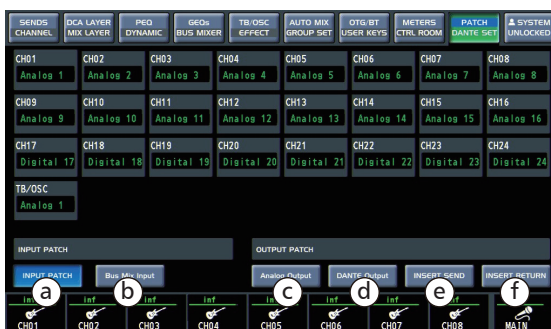 SENDS DCA LAYER PEQ GEQs TB/OSC AUTO MIX OTG/BT METERS PATCH SYSTEM
CHANNEL MIX LAYER DYNAMIC BUS MIXER EFFECT GROUP SET USER KEYS CTRL ROOM DANTE SET UNLOCKED
CH01 CH02 CH03 CH04 CH05 CH06 CH07 CH08
Analog 1 Analog 2 Analog 3 Analog 4 Analog 5 Analog 6 Analog 7 Analog 8
CH09 CH10 CH11 CH12 CH13 CH14 CH15 CH16
Analog 9 Analog 10 Analog 11 Analog 12 Analog 13 Analog 14 Analog 15 Analog 16
CH17 CH18 CH19 CH20 CH21 CH22 CH23 CH24
Digital 17 Digital 18 Digital 19 Digital 20 Digital 21 Digital 22 Digital 23 Digital 24
TB/OSC
Analog 1
INPUT PATCH OUTPUT PATCH
INPUT PATCH Bus Mix Input Analog Output DANTE Output INSERT SEND INSERT RETURN
a b c d e f
inf inf inf inf inf inf inf inf
CH01 CH02 CH03 CH04 CH05 CH06 CH07 CH08 MAIN